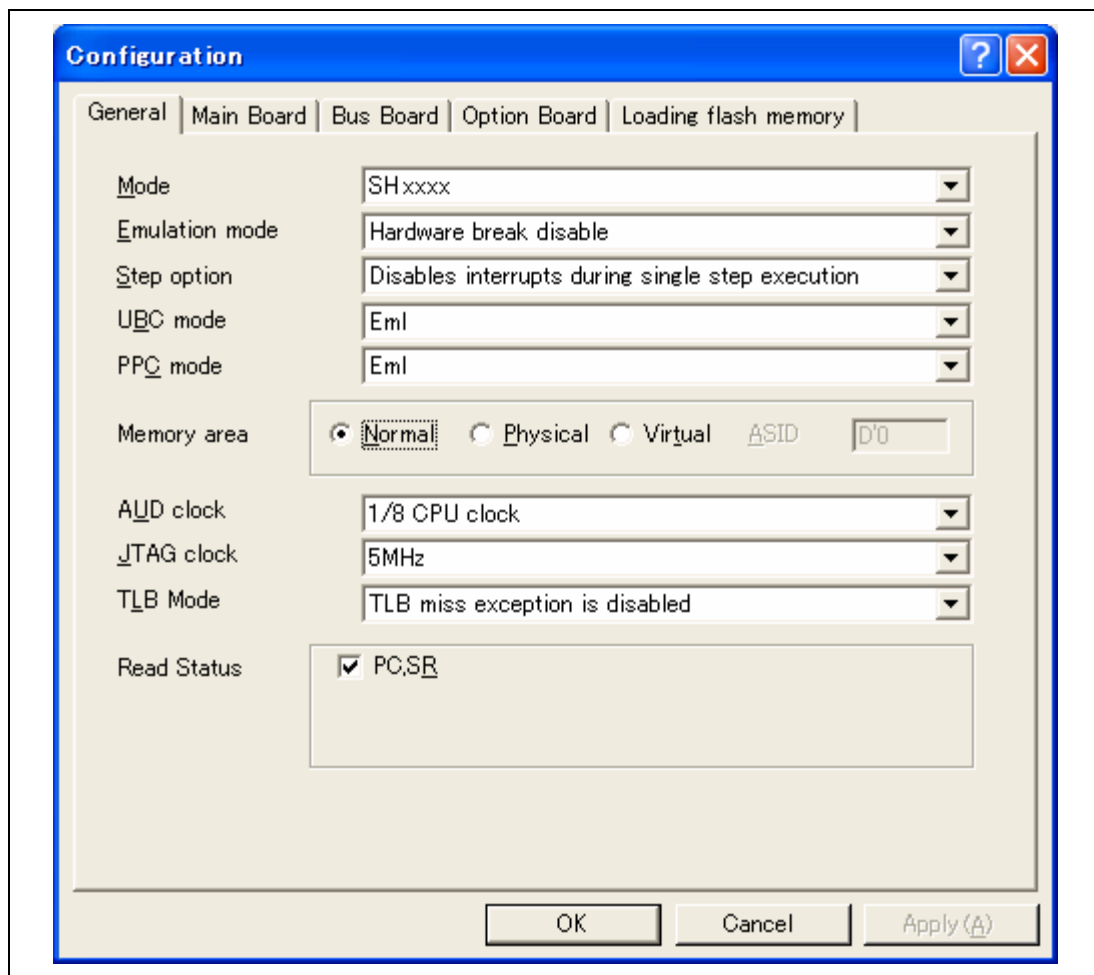 Configuration
General Main Board Bus Board Option Board Loading flash memory
Mode SHxxxx
Emulation mode Hardware break disable
Step option Disables interrupts during single step execution
UBC mode Eml
PPC mode Eml
Memory area Normal Physical Virtual ASID D'0
AUD clock 1/8 CPU clock
JTAG clock 5MHz
TLB Mode TLB miss exception is disabled
Read Status PC,SR
OK Cancel Apply (A)